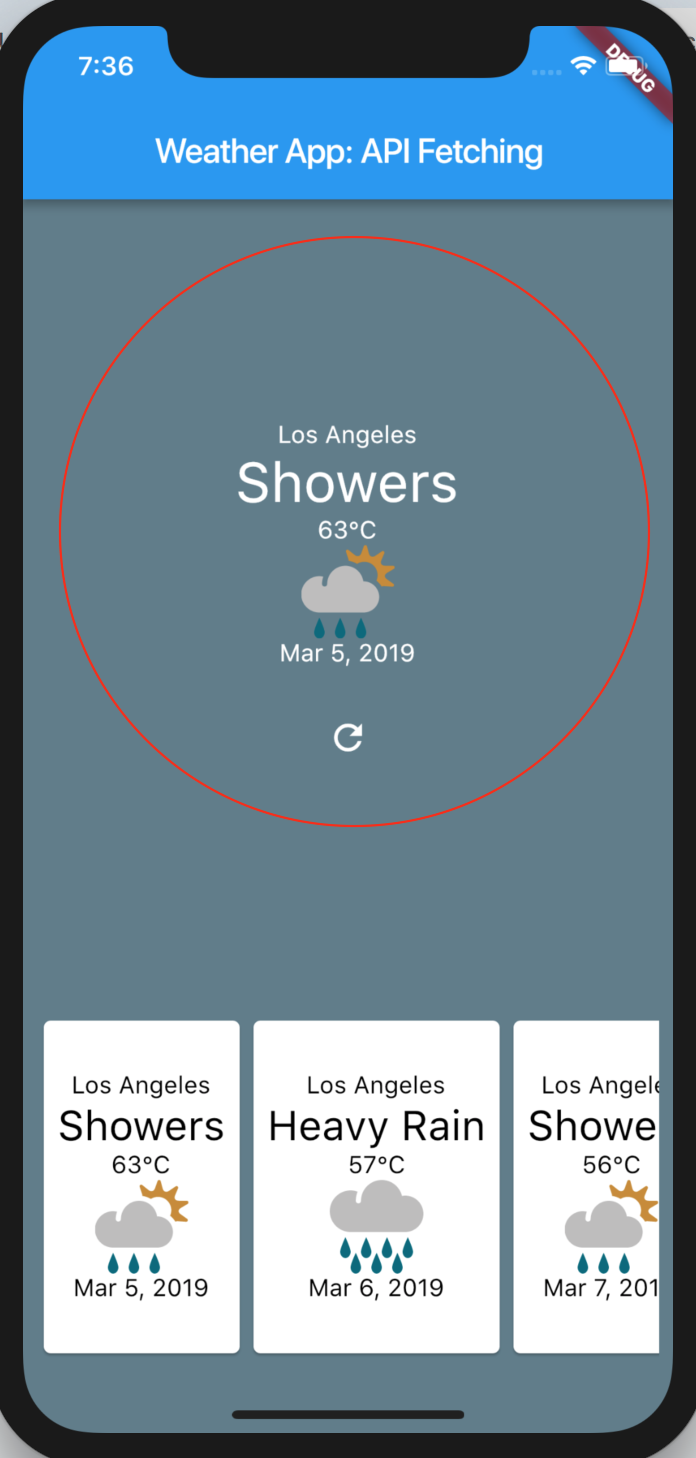 7:36
DEBUG
Weather App: API Fetching
Los Angeles
Showers
63°C
Mar 5, 2019
Los Angeles
Showers
63°C
Mar 5, 2019
Los Angeles
Heavy Rain
57°C
Mar 6, 2019
Los Angele
Showe
56°C
Mar 7, 201